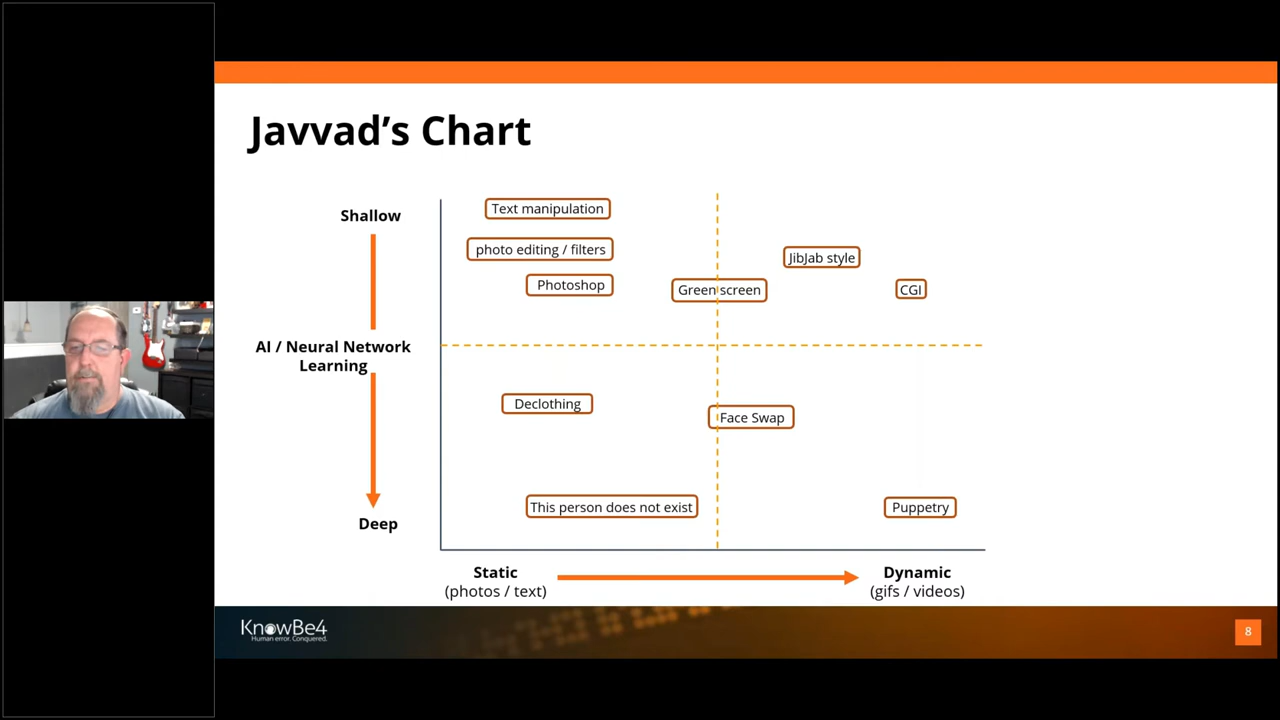 Javvad’s Chart
Shallow
AI / Neural Network
Learning
Deep
Text manipulation
photo editing / filters
Photoshop
Green screen
JibJab style
CGI
Declothing
Face Swap
This person does not exist
Puppetry
Static
(photos / text)
Dynamic
(gifs / videos)
KnowBe4
Human error. Conquered.
8